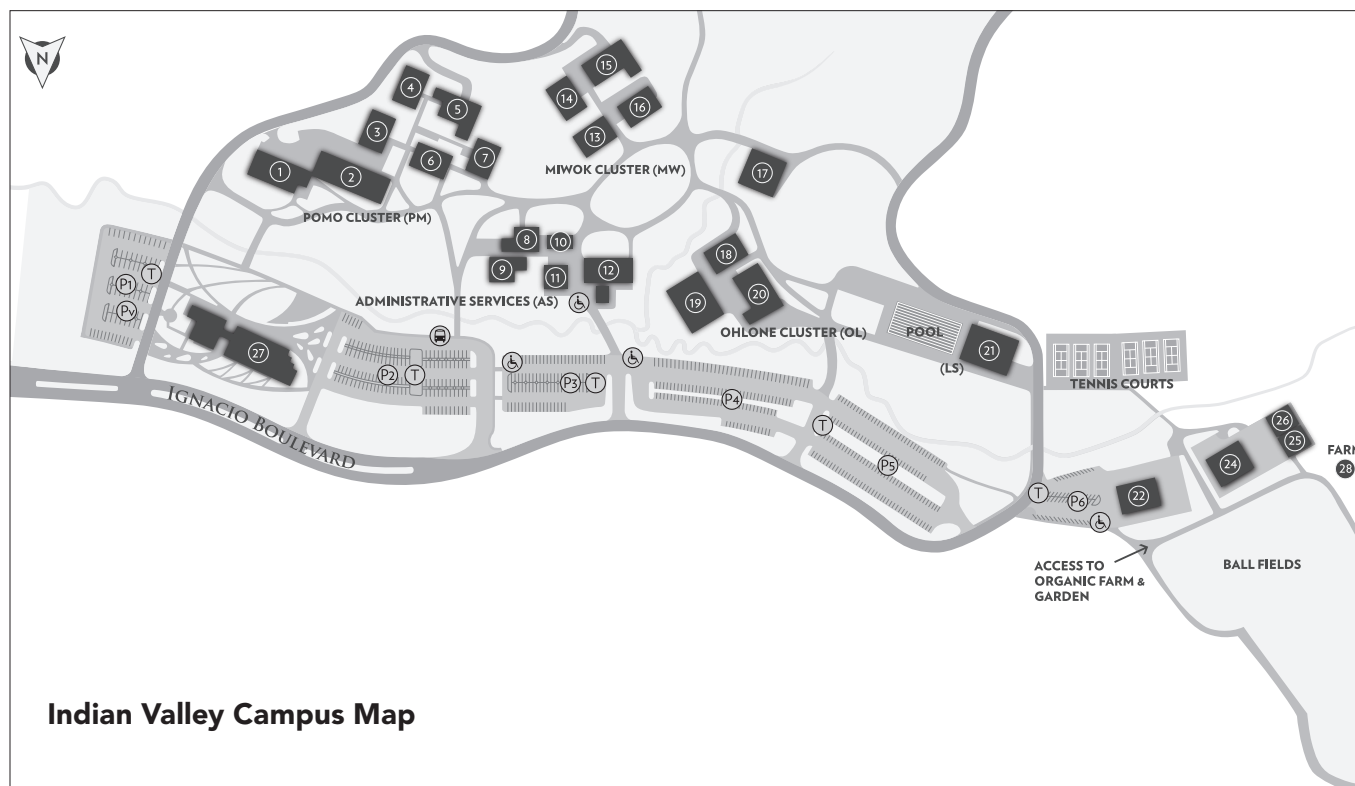 N
15
4
14
5
16
3
13
7
6
1
2
17
MIWOK CLUSTER (MW)
POMO CLUSTER (PM)
8
10
18
9
11
12
T
P1
20
19
ADMINISTRATIVE SERVICES (AS)
Pv
OHLONE CLUSTER (OL)
POOL
21
27
(LS)
P2
T
P3
T
TENNIS COURTS
P4
IGNACIO BOULEVARD
T
26
25
P5
24
FARM
28
T
P6
22
ACCESS TO
ORGANIC FARM &
GARDEN
BALL FIELDS
Indian Valley Campus Map